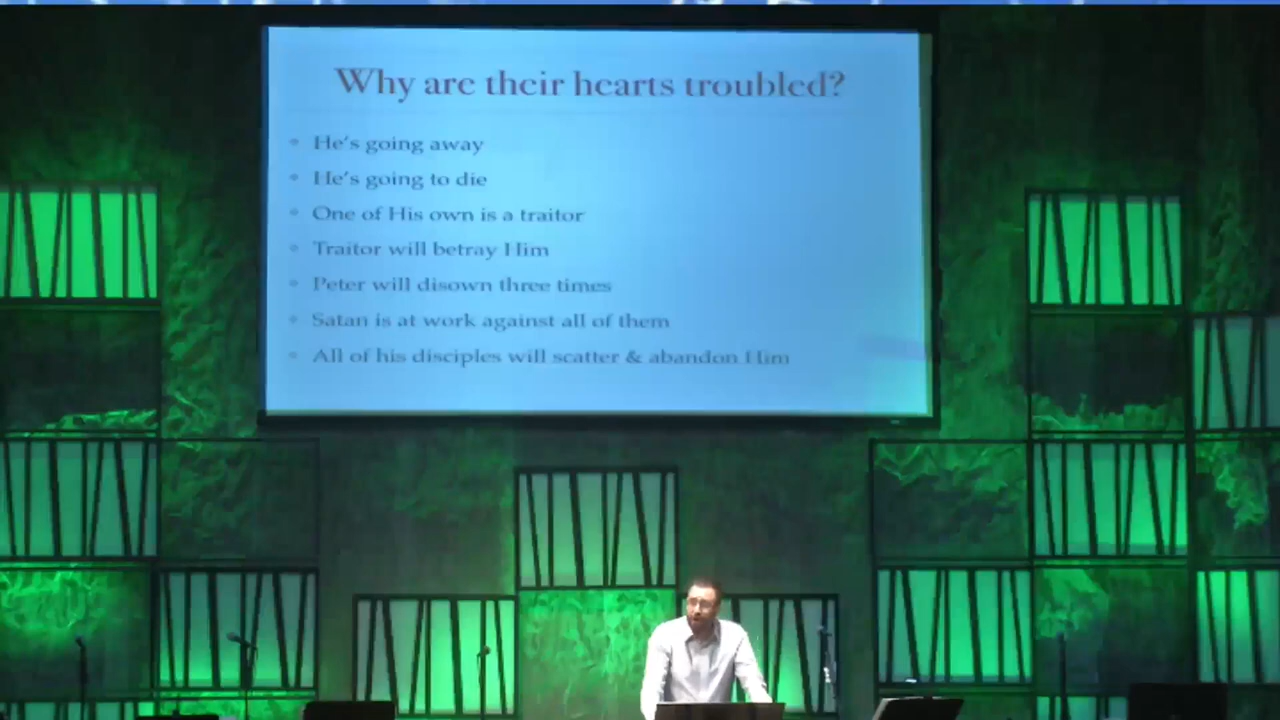 Why are their hearts troubled?
He's going away
He's going to die
One of His own is a traitor
Traitor will betray Him
Peter will disown three times
Satan is at work against all of them
All of his disciples will scatter & abandon Him